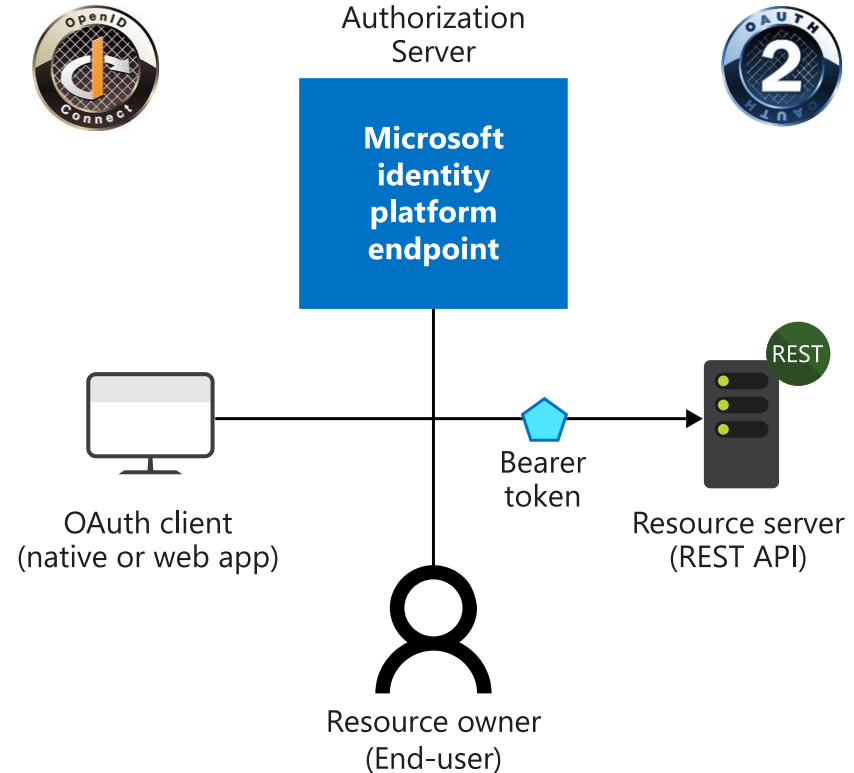 OpenID
Connect
Authorization
Server
OAUTH
2
OAUTH
Microsoft
identity
platform
endpoint
REST
Bearer
token
OAuth client
(native or web app)
Resource server
(REST API)
Resource owner
(End-user)